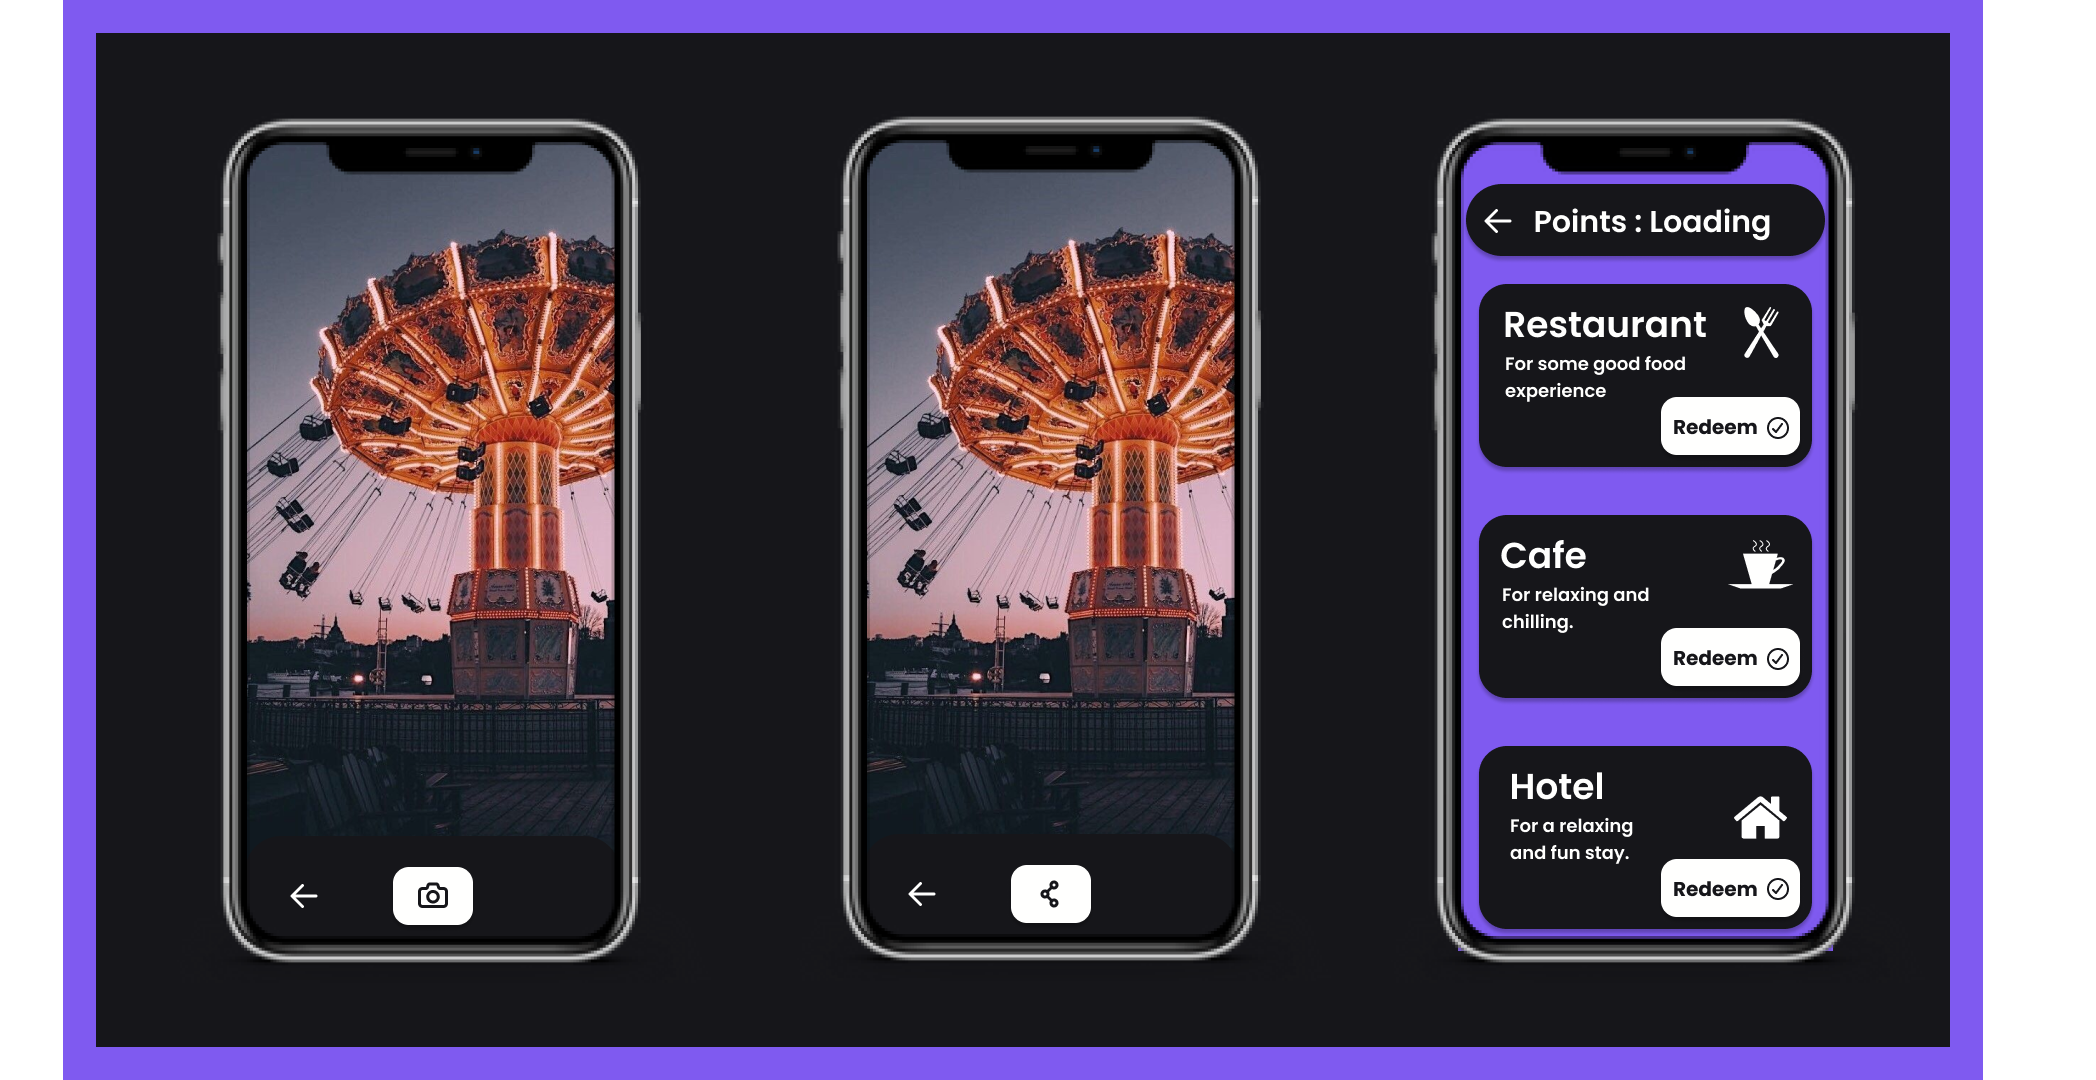 Points : Loading
Restaurant
For some good food
experience
Redeem
Cafe
For relaxing and
chilling.
Redeem
Hotel
For a relaxing
and fun stay.
Redeem